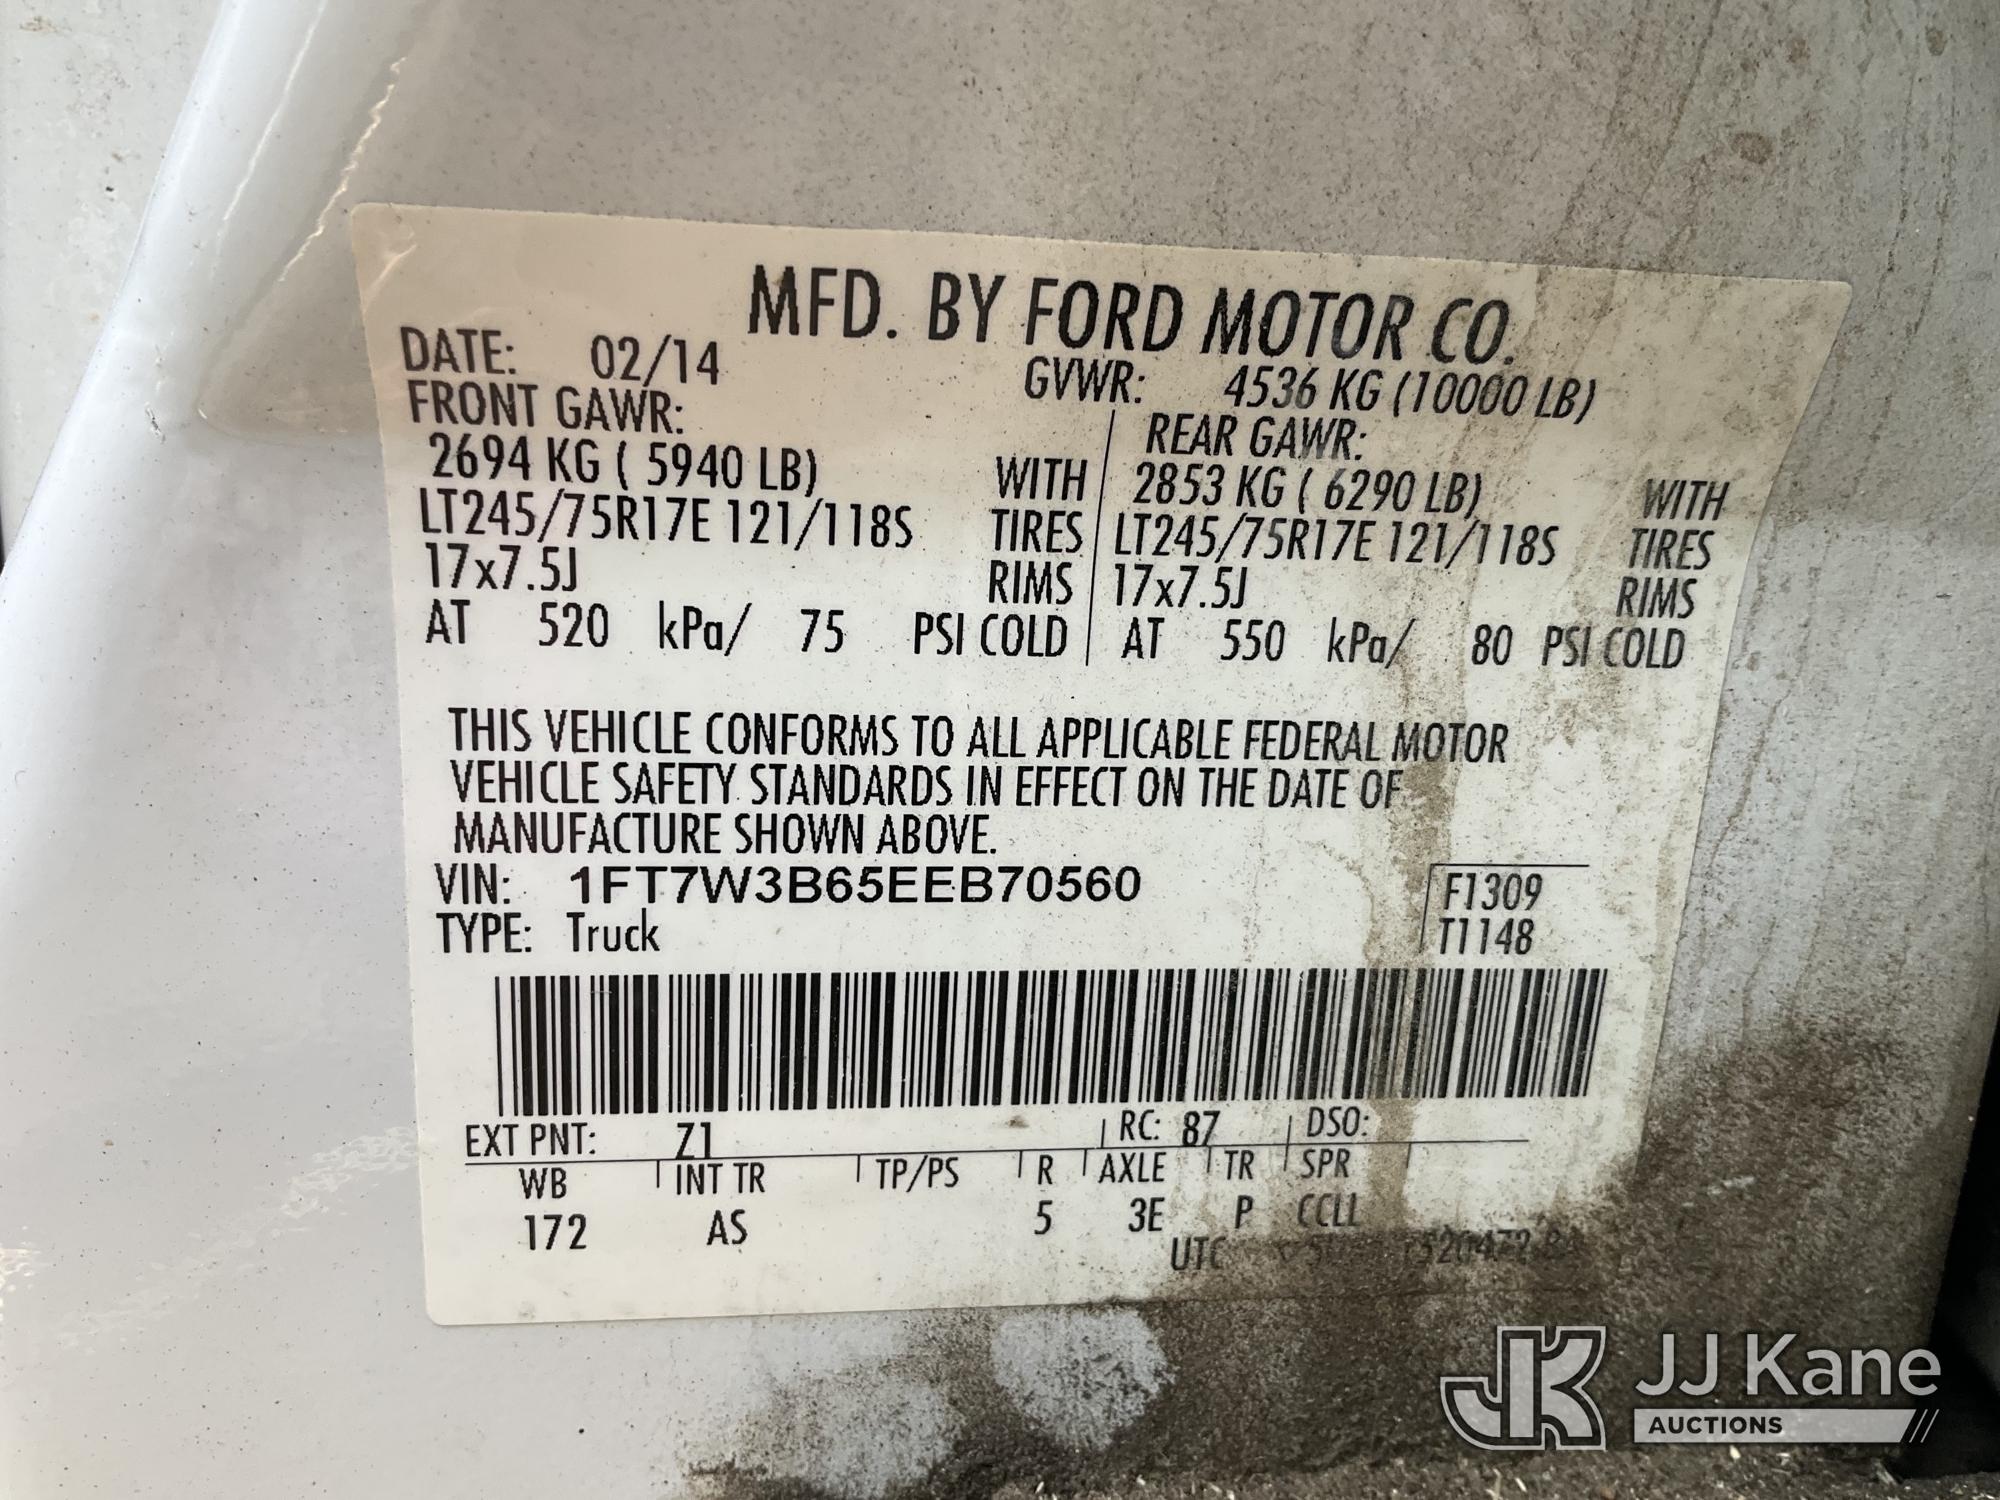 MFD. BY FORD MOTOR CO.
DATE: 02/14 GVWR: 4536 KG (10000 LB)
FRONT GAWR: REAR GAWR:
2694 KG ( 5940 LB) WITH 2853 KG ( 6290 LB) WITH
LT245/75R17E 121/118S TIRES LT245/75R17E 121/118S TIRES
17x7.5J RIMS 17x7.5J RIMS
AT 520 kPa/ 75 PSI COLD AT 550 kPa/ 80 PSI COLD
THIS VEHICLE CONFORMS TO ALL APPLICABLE FEDERAL MOTOR
VEHICLE SAFETY STANDARDS IN EFFECT ON THE DATE OF
MANUFACTURE SHOWN ABOVE.
VIN: 1FT7W3B65EEB70560 F1309
TYPE: Truck T1148
EXT PNT: Z1 RC: 87 DSO:
WB INT TR TP/PS R AXLE TR SPR
172 AS 5 3E P CCLL
UTC
JK JJ Kane
AUCTIONS